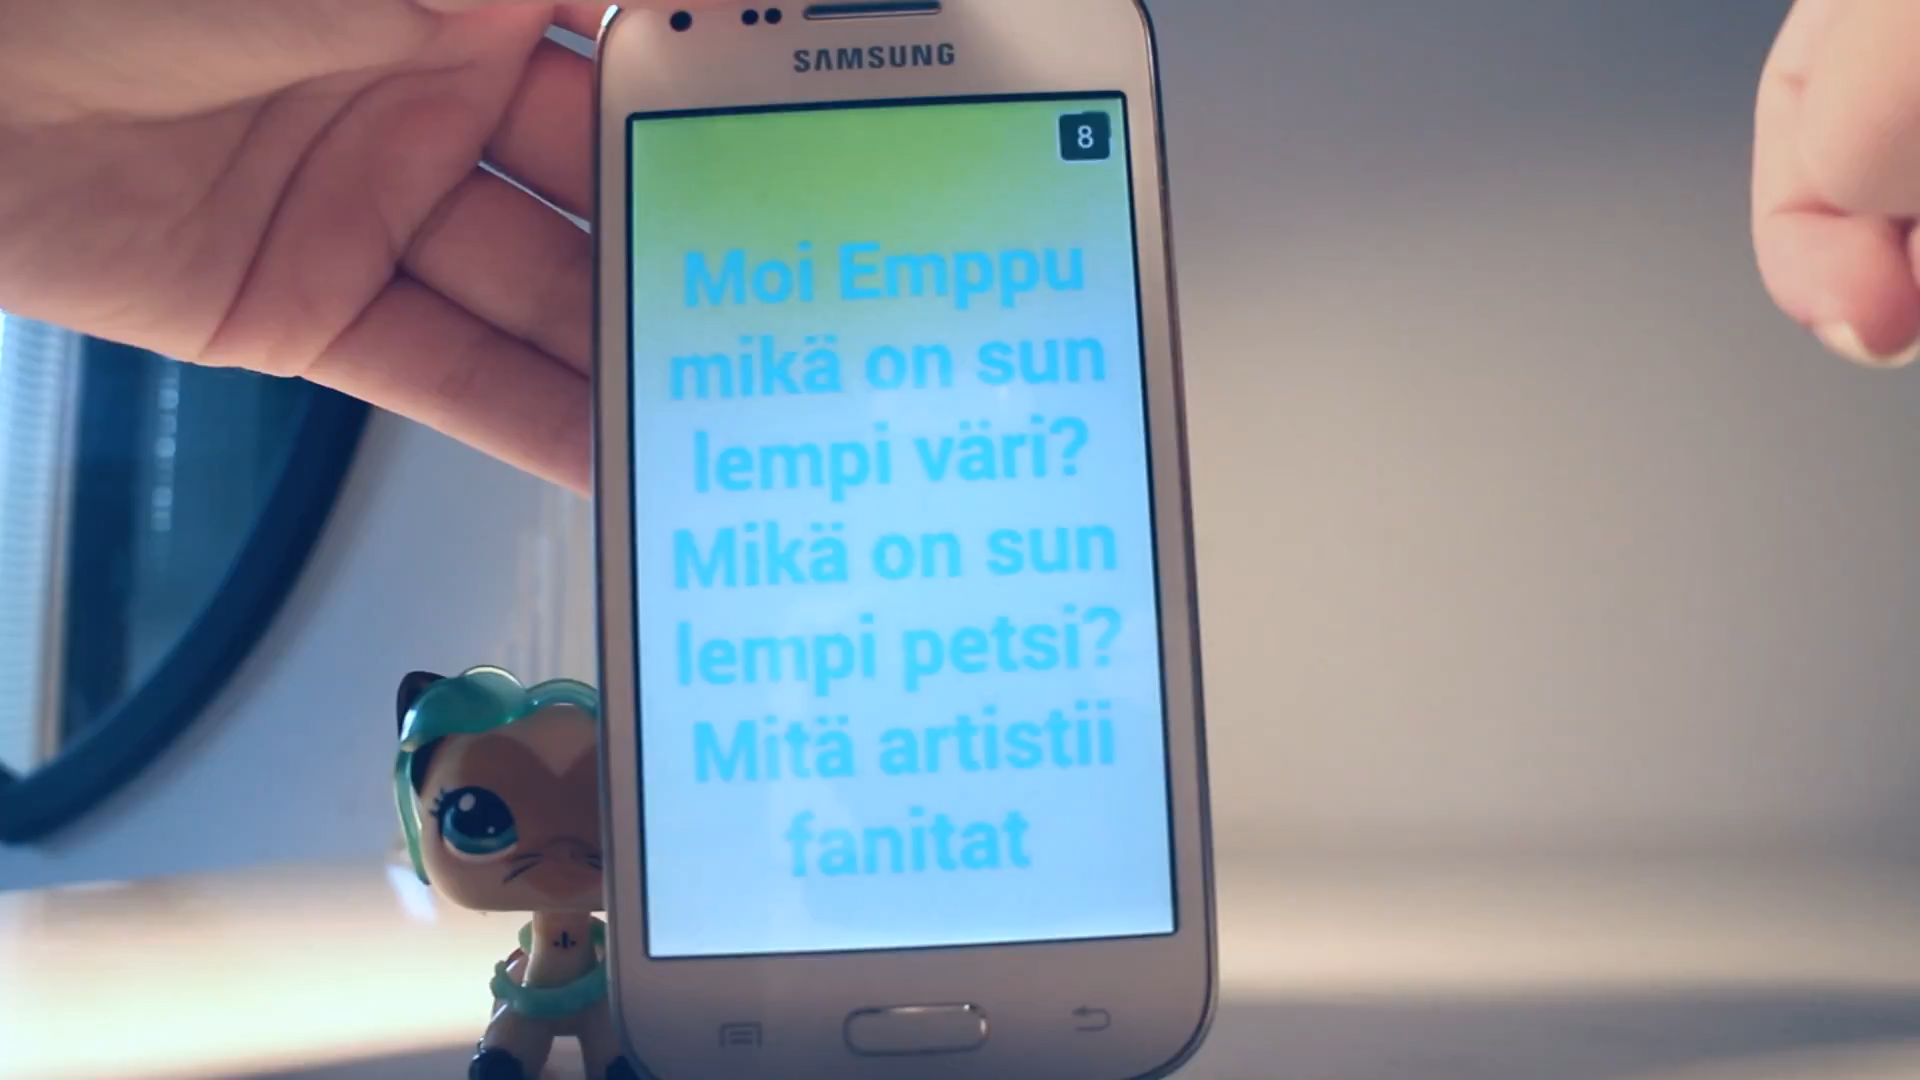 SAMSUNG
8
Moi Emppu
mikä on sun
lempi väri?
Mikä on sun
lempi petsi?
Mitä artistii
fanitat